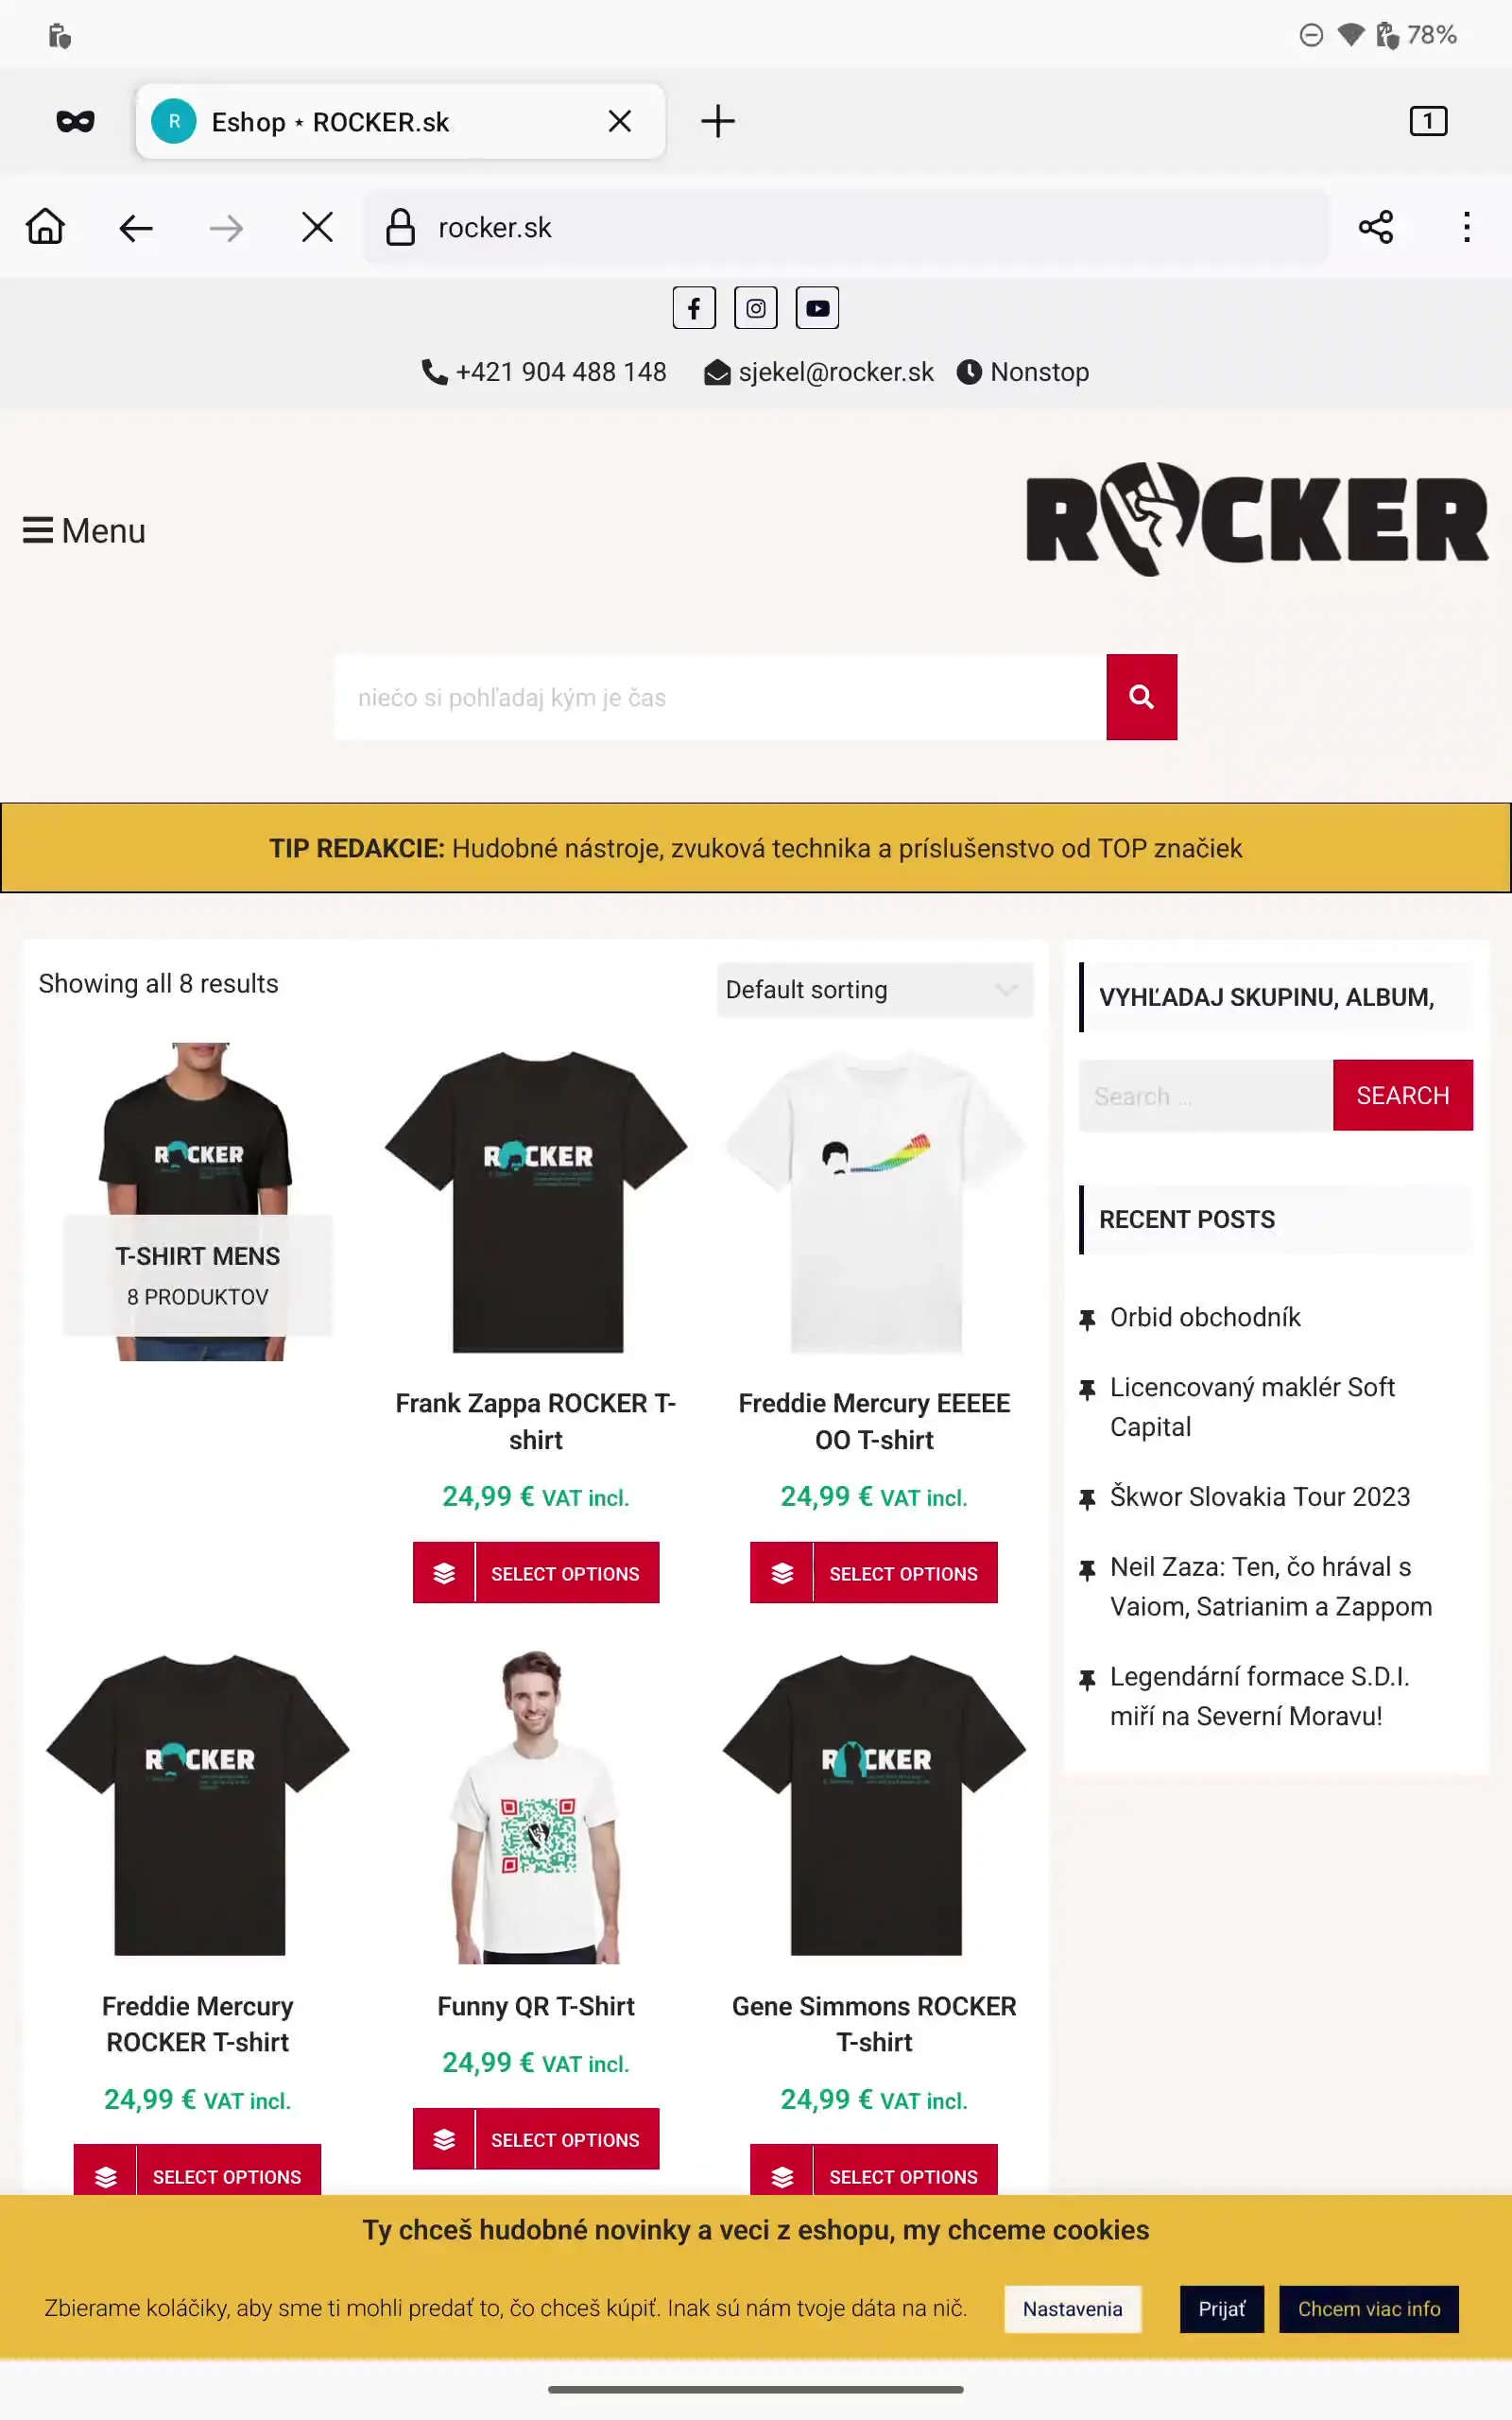 78%
R Eshop ⋆ ROCKER.sk
1
rocker.sk
+421 904 488 148 sjekel@rocker.sk Nonstop
Menu
ROCKER
niečo si pohľadaj kým je čas
TIP REDAKCIE: Hudobné nástroje, zvuková technika a príslušenstvo od TOP značiek
Showing all 8 results
Default sorting
ROCKER
T-SHIRT MENS
8 PRODUKTOV
ROCKER
Frank Zappa ROCKER T-
shirt
24,99 € VAT incl.
SELECT OPTIONS
Freddie Mercury EEEEE
OO T-shirt
24,99 € VAT incl.
SELECT OPTIONS
ROCKER
Freddie Mercury
ROCKER T-shirt
24,99 € VAT incl.
SELECT OPTIONS
Funny QR T-Shirt
24,99 € VAT incl.
SELECT OPTIONS
ROCKER
Gene Simmons ROCKER
T-shirt
24,99 € VAT incl.
SELECT OPTIONS
VYHĽADAJ SKUPINU, ALBUM,
Search ...
SEARCH
RECENT POSTS
Orbid obchodník
Licencovaný maklér Soft
Capital
Škwor Slovakia Tour 2023
Neil Zaza: Ten, čo hrával s
Vaiom, Satrianim a Zappom
Legendární formace S.D.I.
miří na Severní Moravu!
Ty chceš hudobné novinky a veci z eshopu, my chceme cookies
Zbierame koláčiky, aby sme ti mohli predať to, čo chceš kúpiť. Inak sú nám tvoje dáta na nič.
Nastavenia
Prijať
Chcem viac info